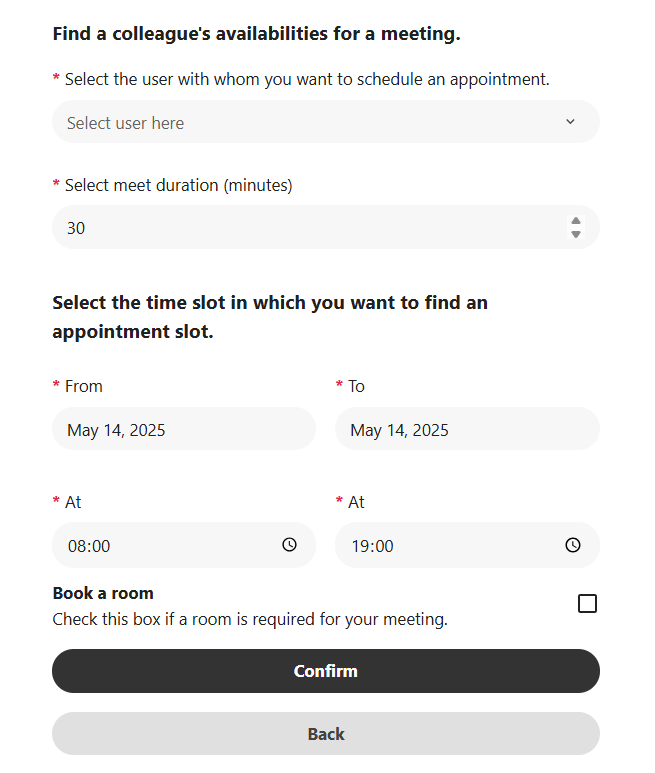 Find a colleague's availabilities for a meeting.
* Select the user with whom you want to schedule an appointment.
Select user here
* Select meet duration (minutes)
30
Select the time slot in which you want to find an
appointment slot.
* From
* To
May 14, 2025
May 14, 2025
* At
* At
08:00
19:00
Book a room
Check this box if a room is required for your meeting.
Confirm
Back